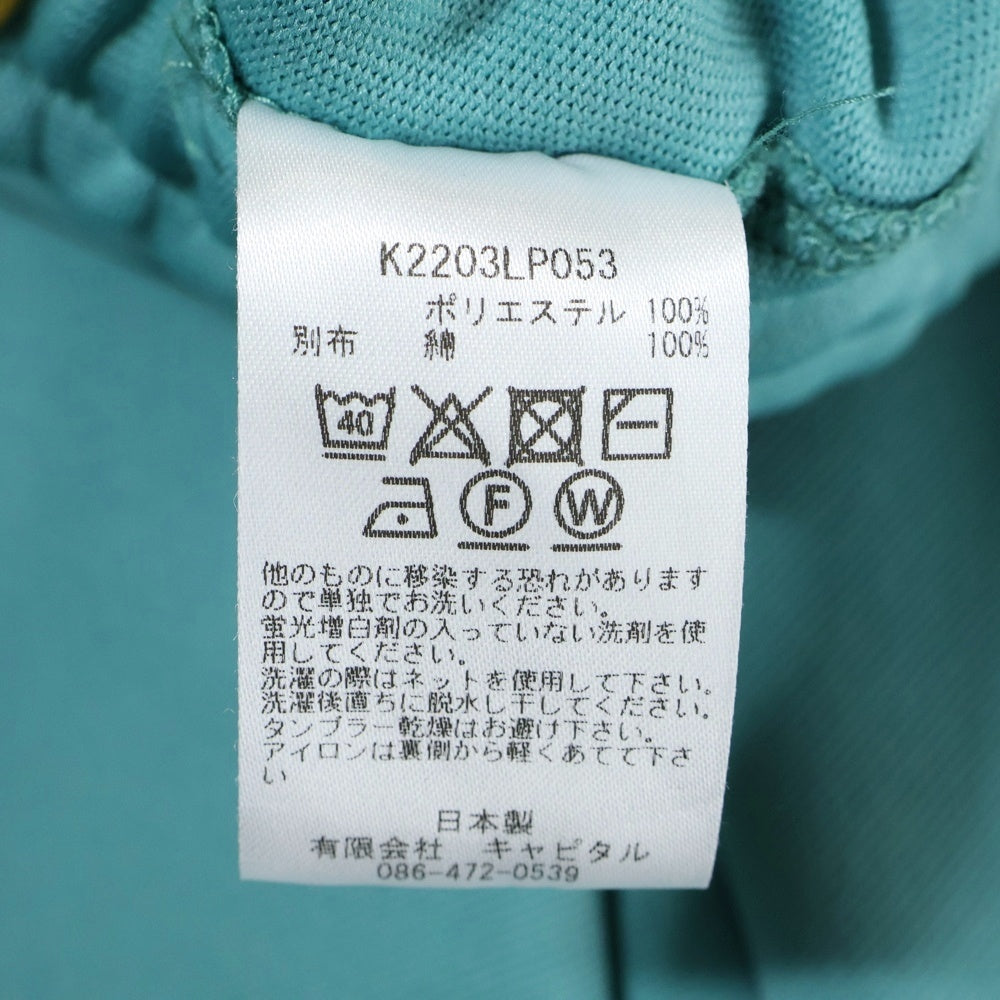 K2203LP053
ポリエステル 100%
別布 綿 100%
40
F W
他のものに移染する恐れがあります
ので単独でお洗いください。
蛍光増白剤の入っていない洗剤を使
用してください。
洗濯の際はネットを使用して下さい。
洗濯後直ちに脱水し干してください。
タンブラー乾燥はお避け下さい。
アイロンは裏側から軽くあてて下さ
い
日本製
有限会社 キャピタル
086-472-0539